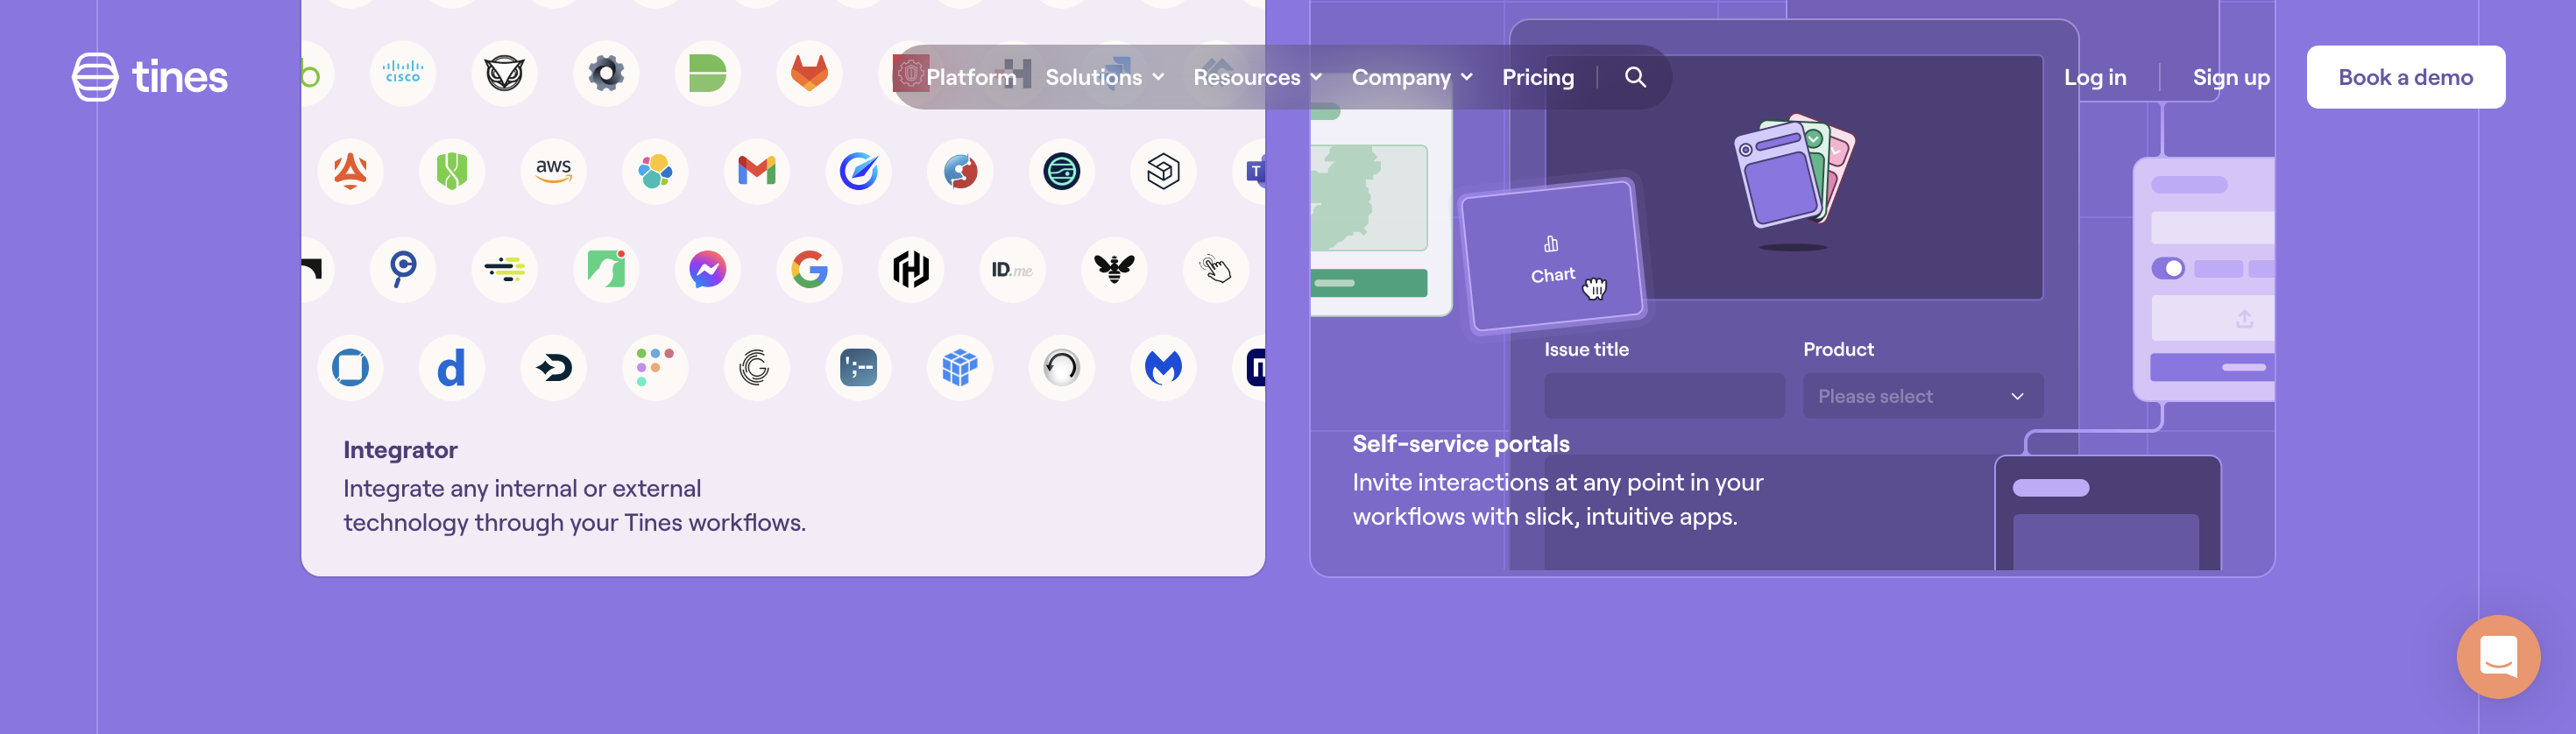 tines
Platform
Solutions
Resources
Company
Pricing
Log in
Sign up
Book a demo
CISCO
aws
T
ID.me
Chart
Issue title
Product
Please select
Integrator
Integrate any internal or external
technology through your Tines workflows.
Self-service portals
Invite interactions at any point in your
workflows with slick, intuitive apps.